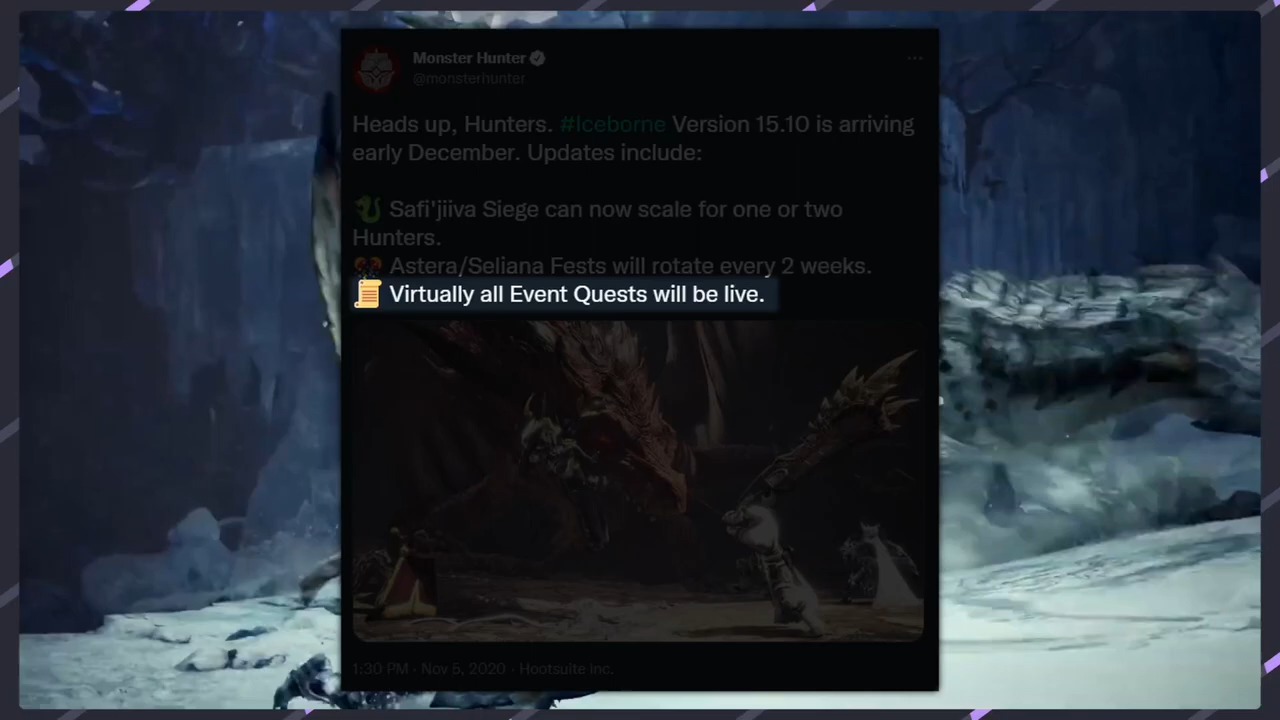 Monster Hunter
@monsterhunter
Heads up, Hunters. #Iceborne Version 15.10 is arriving
early December. Updates include:
Safi'jiiva Siege can now scale for one or two
Hunters.
Astera/Seliana Fests will rotate every 2 weeks.
Virtually all Event Quests will be live.
1:30 PM · Nov 5, 2020 · Hootsuite Inc.